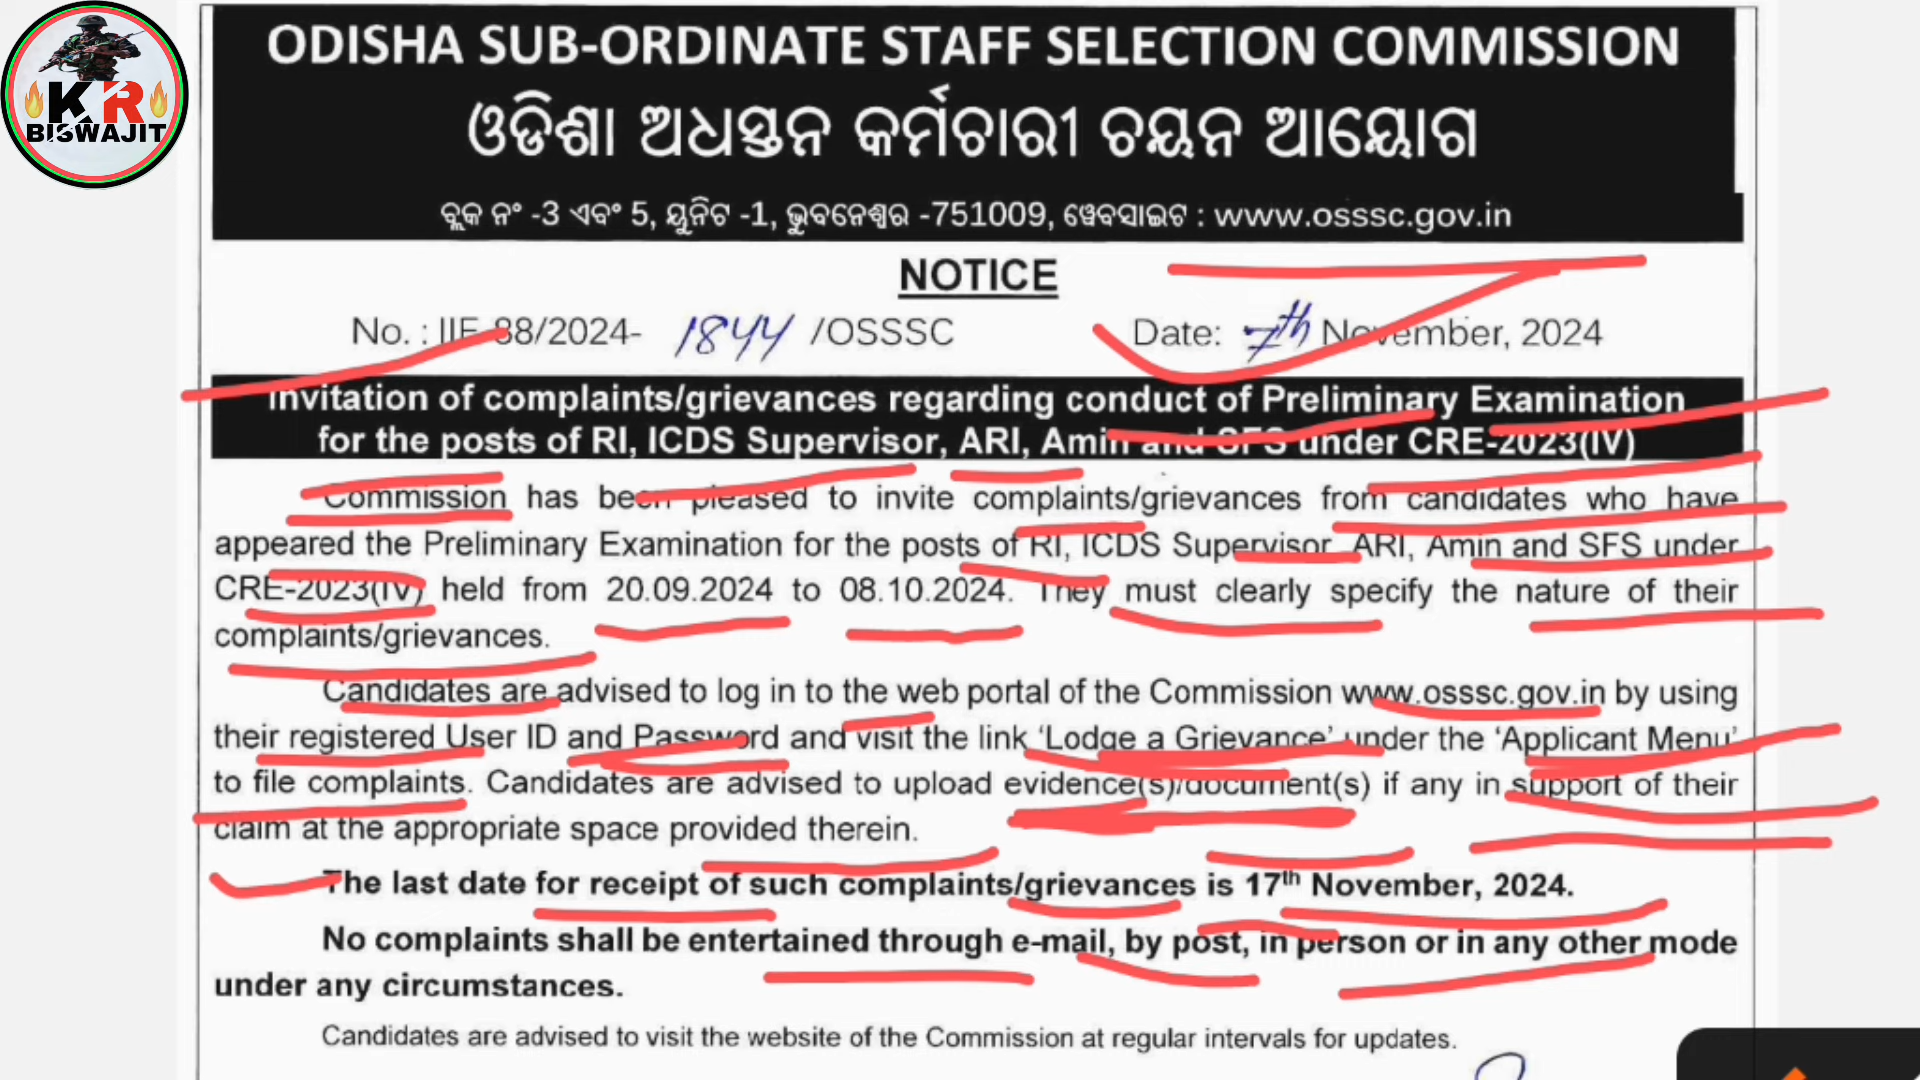 KR
BISWAJIT
ODISHA SUB-ORDINATE STAFF SELECTION COMMISSION
ଓଡିଶା ଅଧସ୍ତନ କର୍ମଚାରୀ ଚୟନ ଆୟୋଗ
ବ୍ଲକ ନଂ -3 ଏବଂ 5, ୟୁନିଟ -1, ଭୁବନେଶ୍ୱର -751009, ୱେବସାଇଟ : www.osssc.gov.in
NOTICE
No. : IIE-88/2024- 1844 /OSSSC Date: 7th November, 2024
Invitation of complaints/grievances regarding conduct of Preliminary Examination
for the posts of RI, ICDS Supervisor, ARI, Amin and SFS under CRE-2023(IV)
Commission has been pleased to invite complaints/grievances from candidates who have
appeared the Preliminary Examination for the posts of RI, ICDS Supervisor, ARI, Amin and SFS under
CRE-2023(IV) held from 20.09.2024 to 08.10.2024. They must clearly specify the nature of their
complaints/grievances.
Candidates are advised to log in to the web portal of the Commission www.osssc.gov.in by using
their registered User ID and Password and visit the link 'Lodge a Grievance' under the 'Applicant Menu'
to file complaints. Candidates are advised to upload evidence(s)/document(s) if any in support of their
claim at the appropriate space provided therein.
The last date for receipt of such complaints/grievances is 17th November, 2024.
No complaints shall be entertained through e-mail, by post, in person or in any other mode
under any circumstances.
Candidates are advised to visit the website of the Commission at regular intervals for updates.